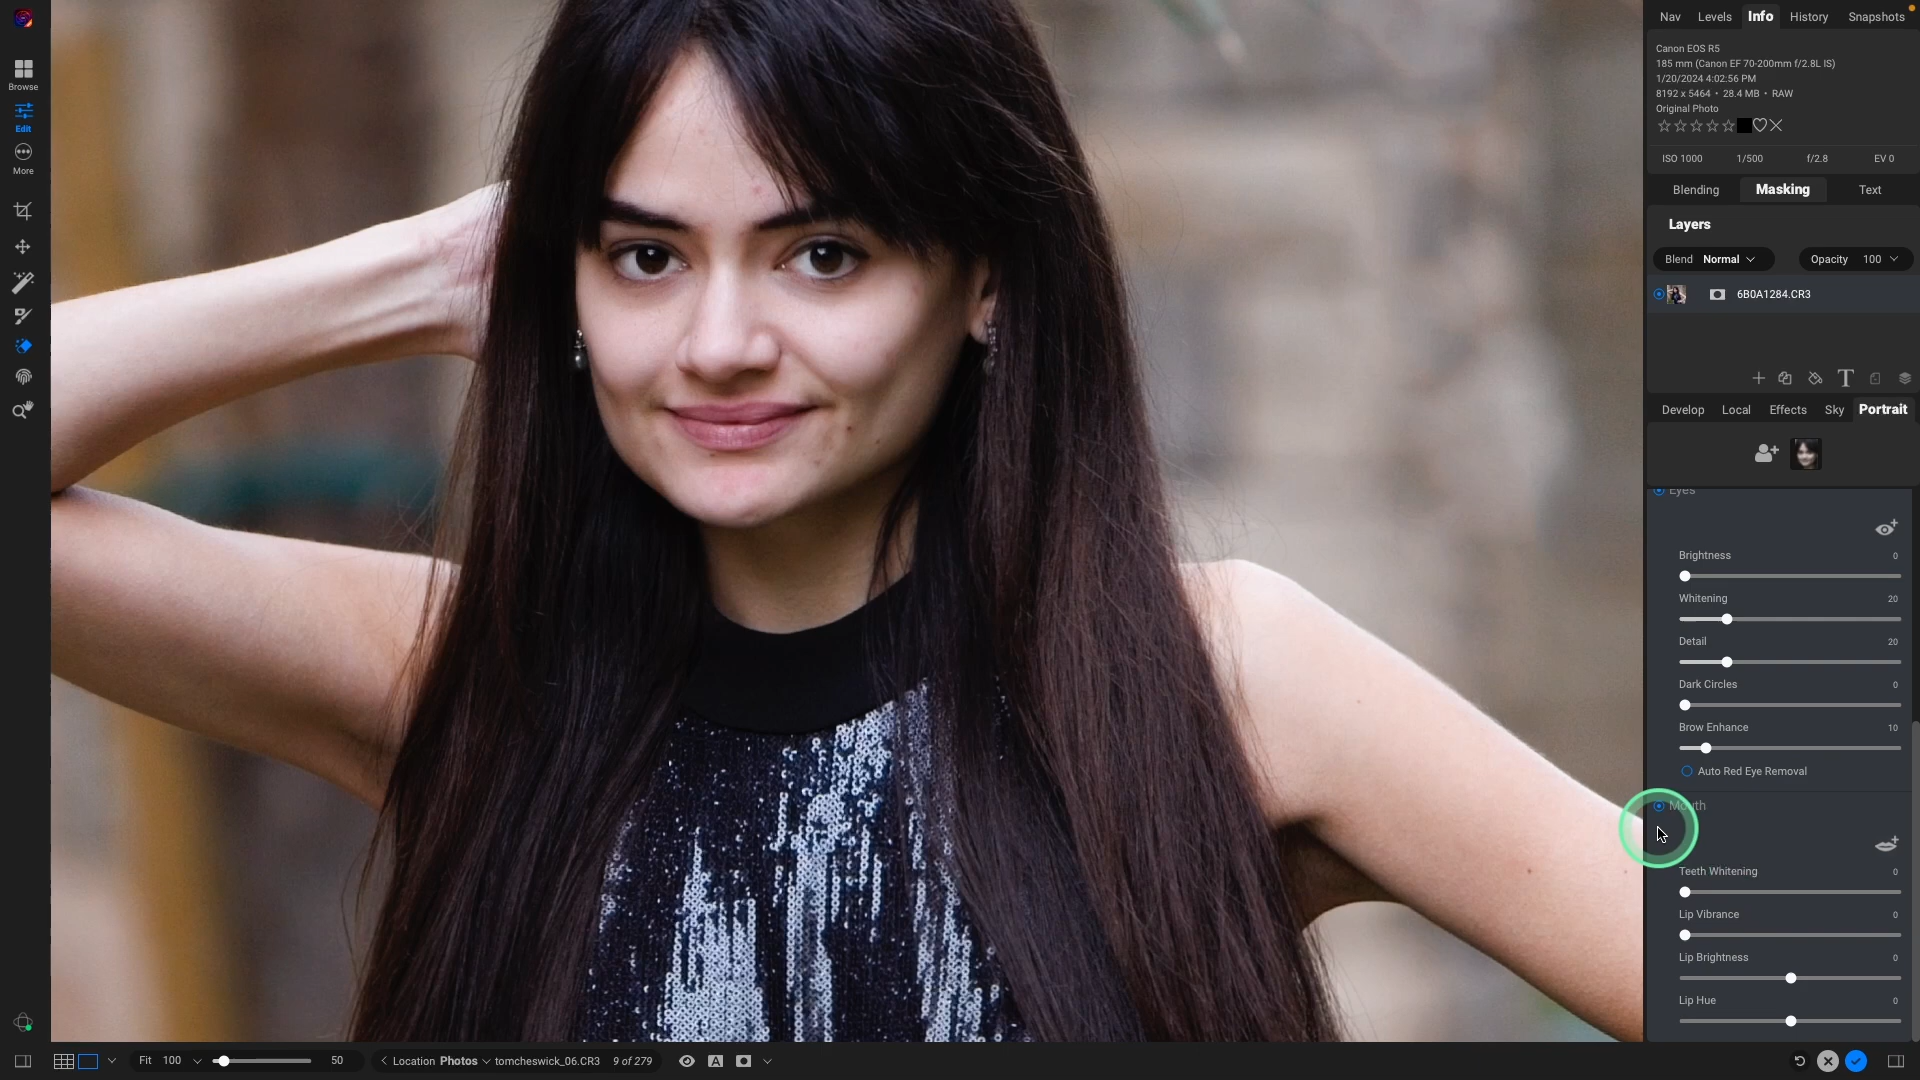 Browse
Edit
More
Nav Levels Info History Snapshots
Canon EOS R5
185 mm (Canon EF 70-200mm f/2.8L IS)
1/20/2024 4:02:56 PM
8192 x 5464 • 28.4 MB • RAW
Original Photo
ISO 1000 1/500 f/2.8 EV 0
Blending Masking Text
Layers
Blend Normal Opacity 100
6B0A1284.CR3
Develop Local Effects Sky Portrait
Eyes
Brightness 0
Whitening 20
Detail 20
Dark Circles 0
Brow Enhance 10
Auto Red Eye Removal
Mouth
Teeth Whitening 0
Lip Vibrance 0
Lip Brightness 0
Lip Hue 0
Fit 100 50 Location Photos tomcheswick_06.CR3 9 of 279 A